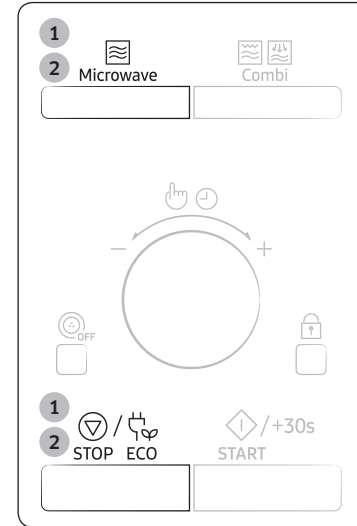 1
2
Microwave
Combi
− +
OFF
1
2
/ / +30s
STOP ECO START